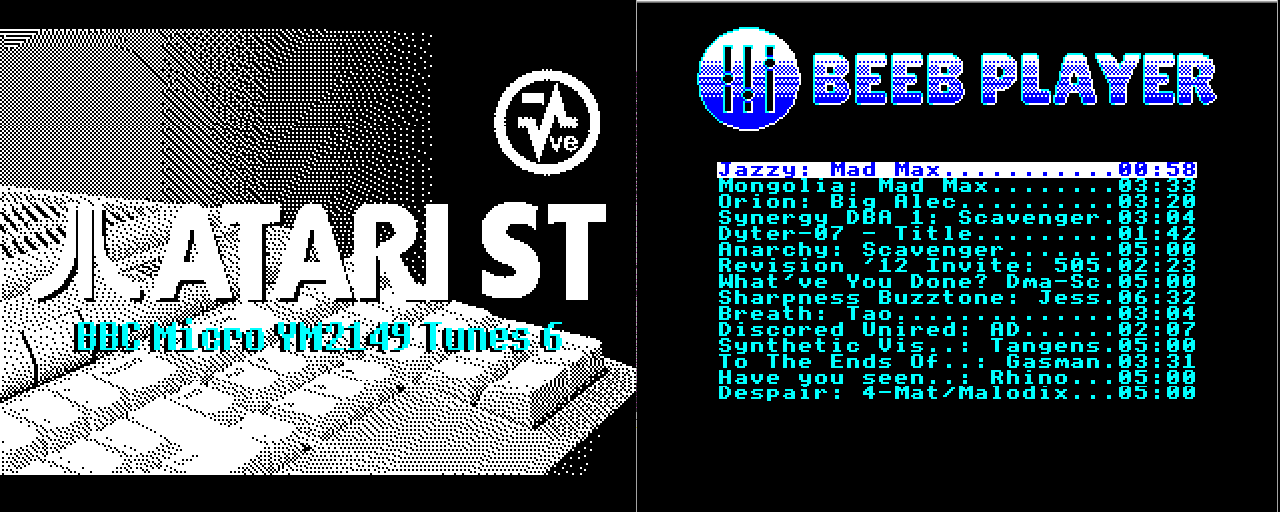 ve
ATARI ST
BBC Micro YM2149 Tunes 6
BEEB PLAYER
Jazzy: Mad Max...........00:58
Mongolia: Mad Max........03:33
Orion: Big Alec..........03:20
Synergy DBA 1: Scavenger.03:04
Dyter-07 - Title.........01:42
Anarchy: Scavenger.......05:00
Revision '12 Invite: 505.02:23
What've You Done? Dma-Sc.05:00
Sharpness Buzztone: Jess.06:32
Breath: Tao..............03:04
Discored Unired: AD......02:07
Synthetic Vis..: Tangens.05:00
To The Ends Of..: Gasman.03:31
Have you seen..: Rhino...05:00
Despair: 4-Mat/Malodix...05:00